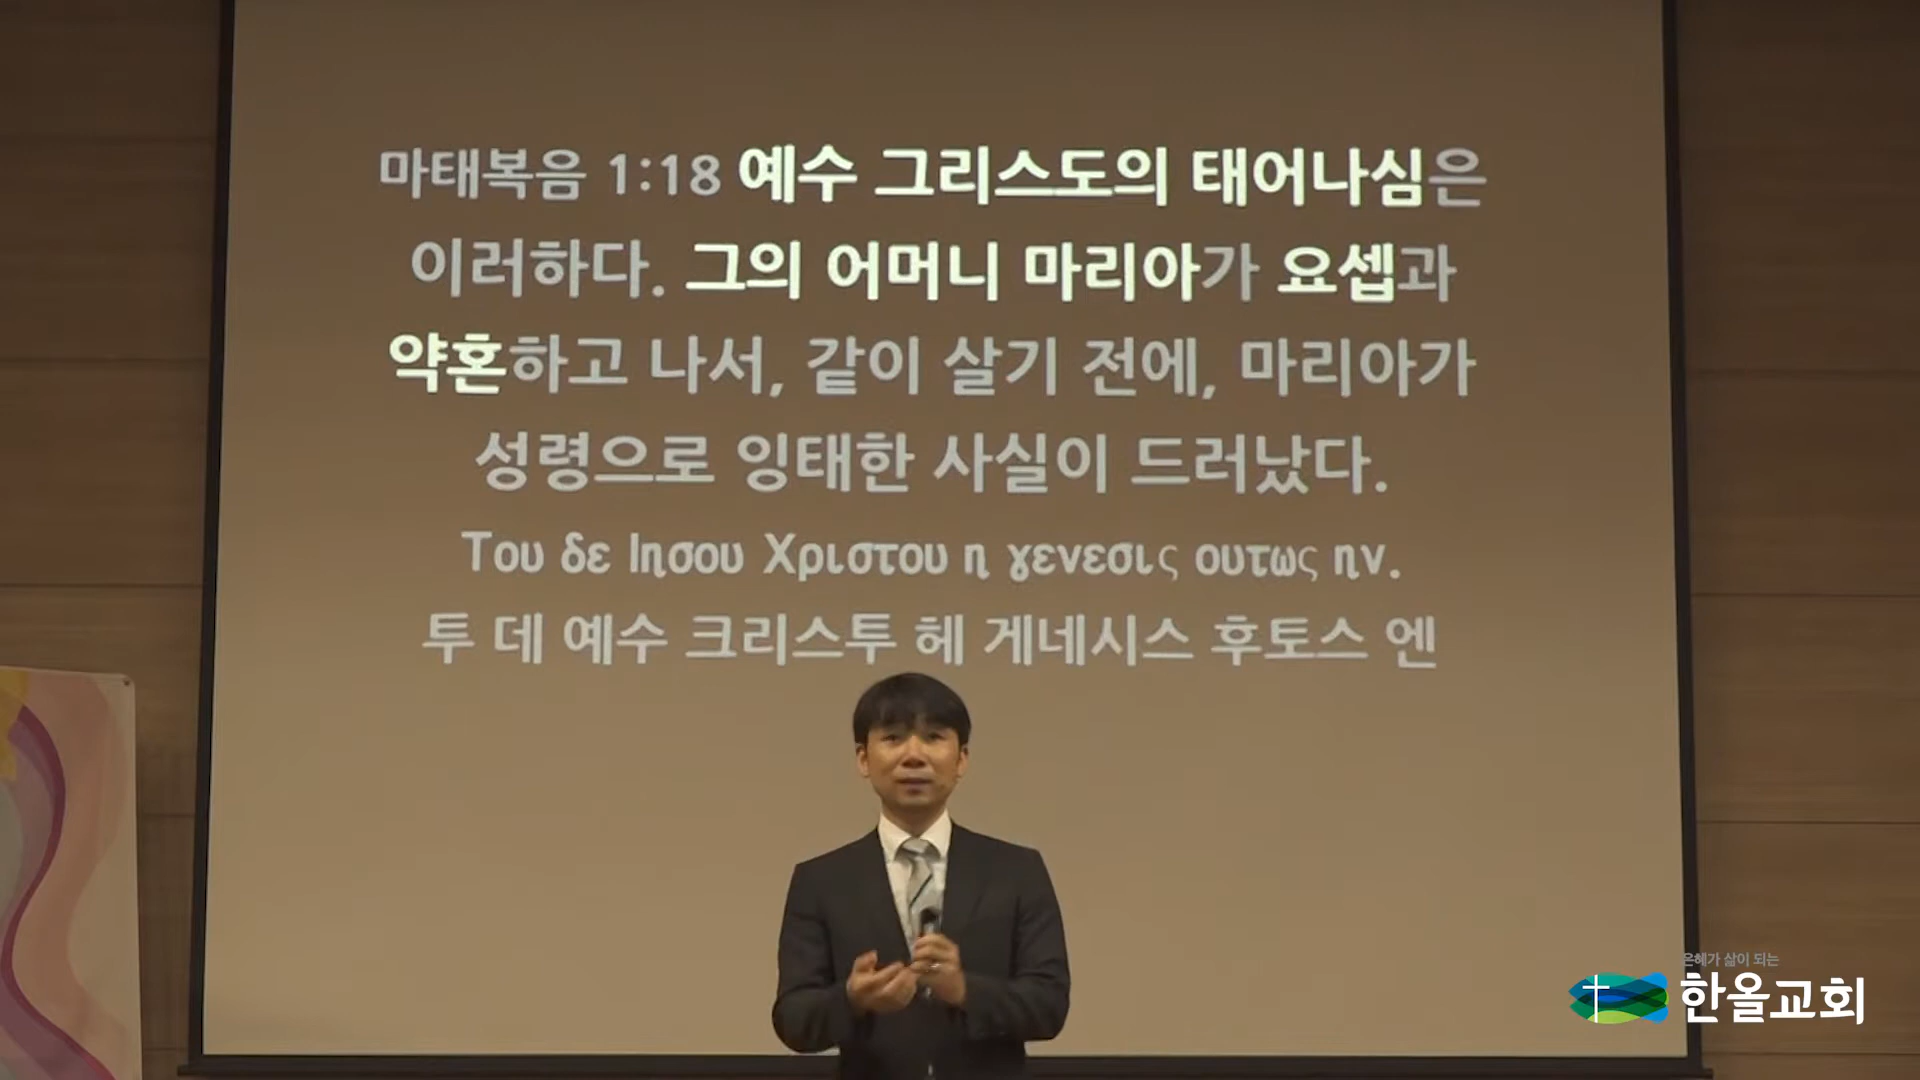 마태복음 1:18 예수 그리스도의 태어나심은
이러하다. 그의 어머니 마리아가 요셉과
약혼하고 나서, 같이 살기 전에, 마리아가
성령으로 잉태한 사실이 드러났다.
Του δε Ιησου Χριστου η γενεσις ουτως ην.
투 데 예수 크리스투 헤 게네시스 후토스 엔
은혜가 삶이 되는
한올교회